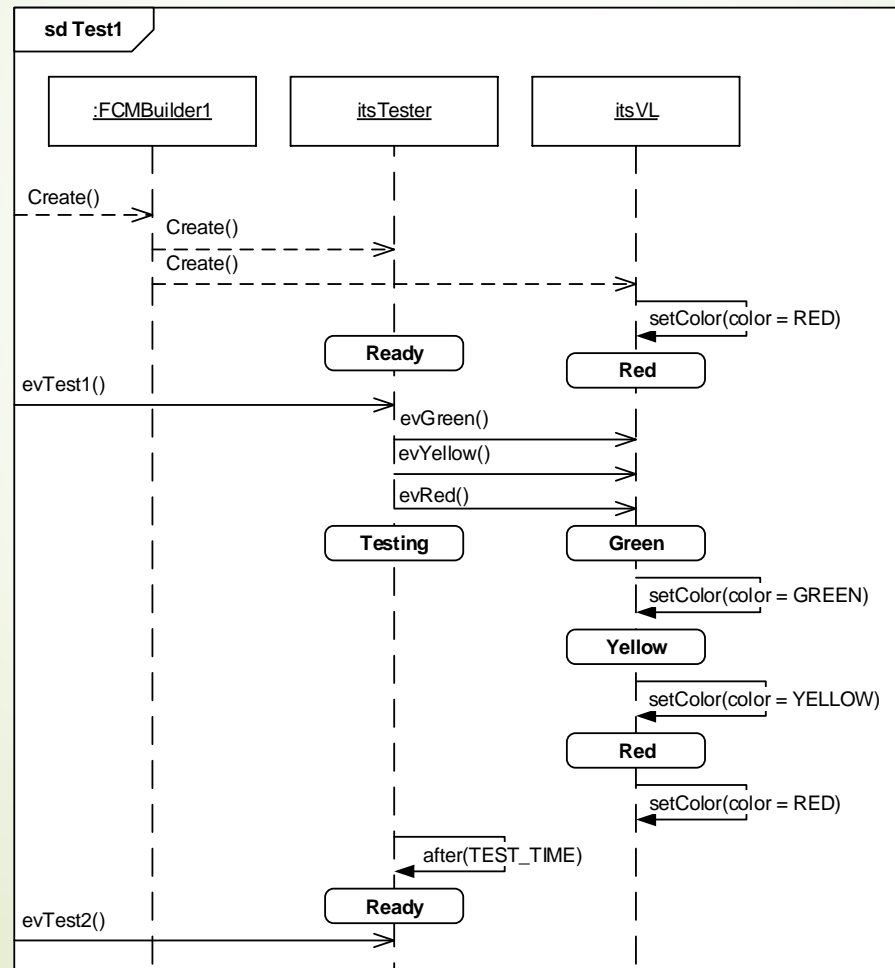 sd Test1
:FCMBuilder1
itsTester
itsVL
Create()
Create()
Create()
setColor(color = RED)
Ready
Red
evTest1()
evGreen()
evYellow()
evRed()
Testing
Green
setColor(color = GREEN)
Yellow
setColor(color = YELLOW)
Red
setColor(color = RED)
after(TEST_TIME)
Ready
evTest2()